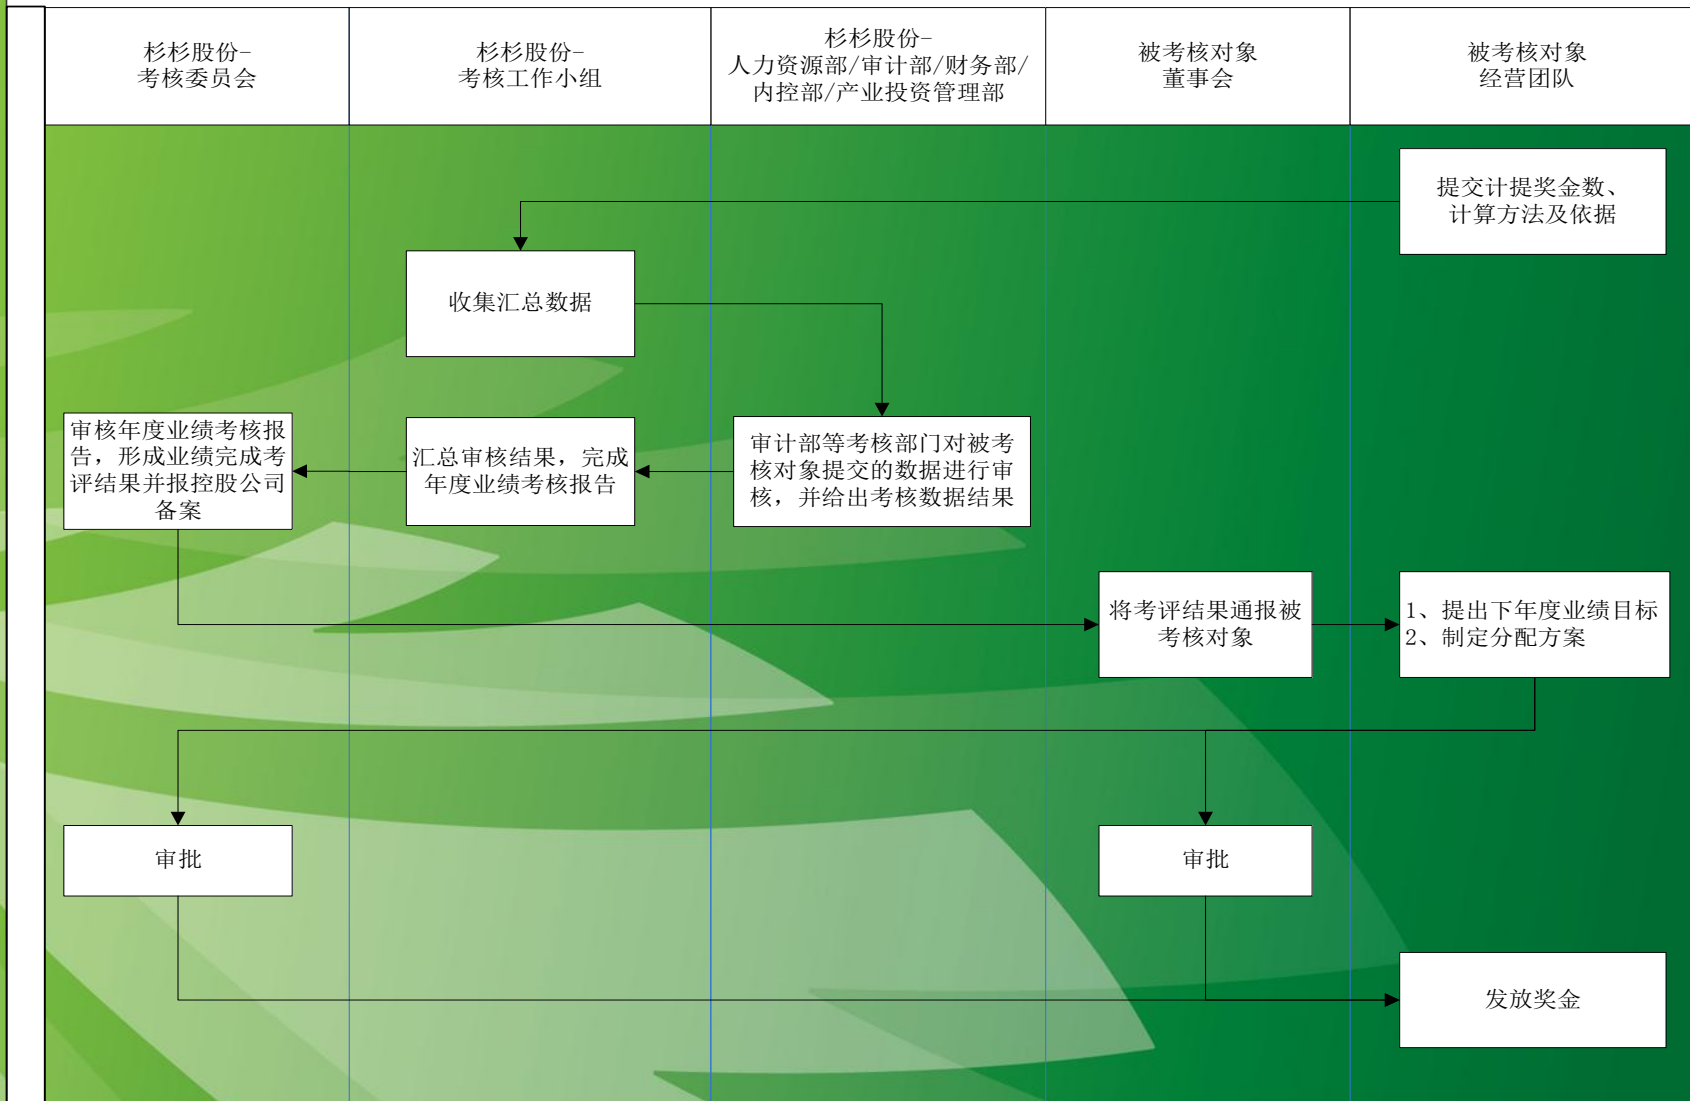 杉杉股份-
考核委员会
杉杉股份-
考核工作小组
杉杉股份-
人力资源部/审计部/财务部/
内控部/产业投资管理部
被考核对象
董事会
被考核对象
经营团队
提交计提奖金数、
计算方法及依据
收集汇总数据
审核年度业绩考核报
告，形成业绩完成考
评结果并报控股公司
备案
汇总审核结果，完成
年度业绩考核报告
审计部等考核部门对被考
核对象提交的数据进行审
核，并给出考核数据结果
将考评结果通报被
考核对象
1、提出下年度业绩目标
2、制定分配方案
审批
审批
发放奖金